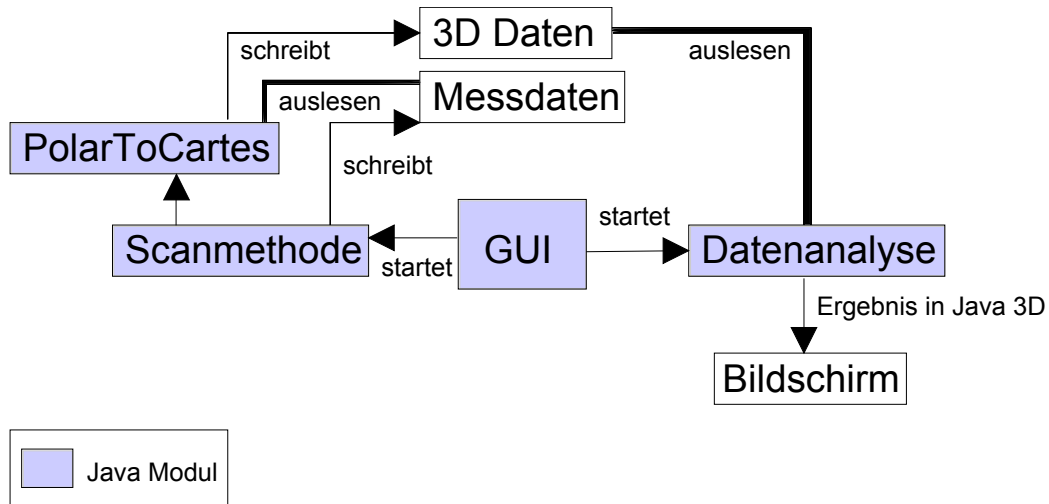 3D Daten
schreibt
auslesen
Messdaten
auslesen
PolarToCartes
schreibt
startet
Scanmethode
GUI
Datenanalyse
startet
Ergebnis in Java 3D
Bildschirm
Java Modul